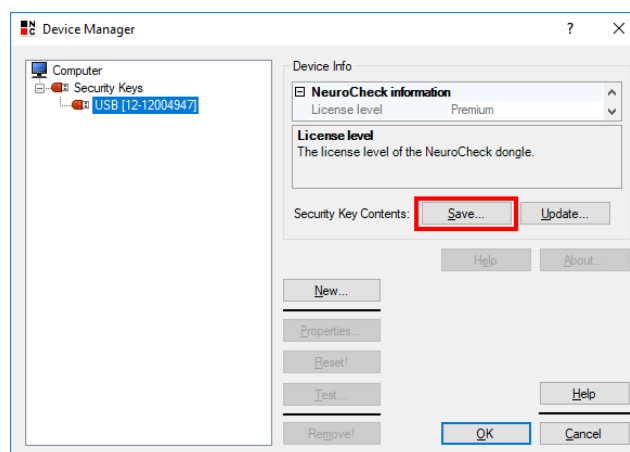 NC Device Manager ? ×
Computer
Security Keys
USB [12-12004947]
Device Info
NeuroCheck information
License level Premium
License level
The license level of the NeuroCheck dongle.
Security Key Contents: Save... Update...
Help About...
New...
Properties...
Reset!
Test...
Help
Remove! OK Cancel